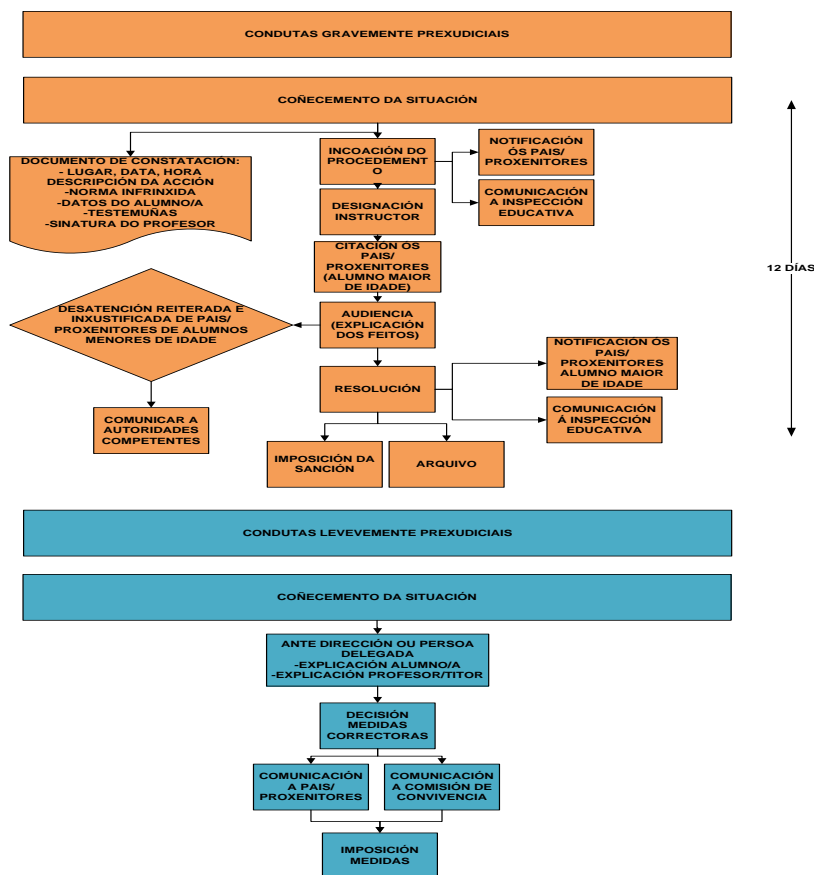 CONDUTAS GRAVEMENTE PREXUDICIAIS
COÑECEMENTO DA SITUACIÓN
DOCUMENTO DE CONSTATACIÓN:
- LUGAR, DATA, HORA
DESCRIPCIÓN DA ACCIÓN
-NORMA INFRINXIDA
-DATOS DO ALUMNO/A
-TESTEMUÑAS
-SINATURA DO PROFESOR
INCOACIÓN DO
PROCEDEMENT
O
NOTIFICACIÓN
ÓS PAIS/
PROXENITORES
COMUNICACIÓN
A INSPECCIÓN
EDUCATIVA
DESIGNACIÓN
INSTRUCTOR
CITACIÓN ÓS
PAIS/
PROXENITORES
(ALUMNO MAIOR
DE IDADE)
12 DÍAS
DESATENCIÓN REITERADA E
INXUSTIFICADA DE PAIS/
PROXENITORES DE ALUMNOS
MENORES DE IDADE
AUDIENCIA
(EXPLICACIÓN
DOS FEITOS)
NOTIFICACIÓN ÓS
PAIS/
PROXENITORES
ALUMNO MAIOR
DE IDADE
RESOLUCIÓN
COMUNICAR A
AUTORIDADES
COMPETENTES
COMUNICACIÓN
Á INSPECCIÓN
EDUCATIVA
IMPOSICIÓN DA
SANCIÓN
ARQUIVO
CONDUTAS LEVEVEMENTE PREXUDICIAIS
COÑECEMENTO DA SITUACIÓN
ANTE DIRECCIÓN OU PERSOA
DELEGADA
-EXPLICACIÓN ALUMNO/A
-EXPLICACIÓN PROFESOR/TITOR
DECISIÓN
MEDIDAS
CORRECTORAS
COMUNICACIÓN
A PAIS/
PROXENITORES
COMUNICACIÓN
A COMISIÓN DE
CONVIVENCIA
IMPOSICIÓN
MEDIDAS